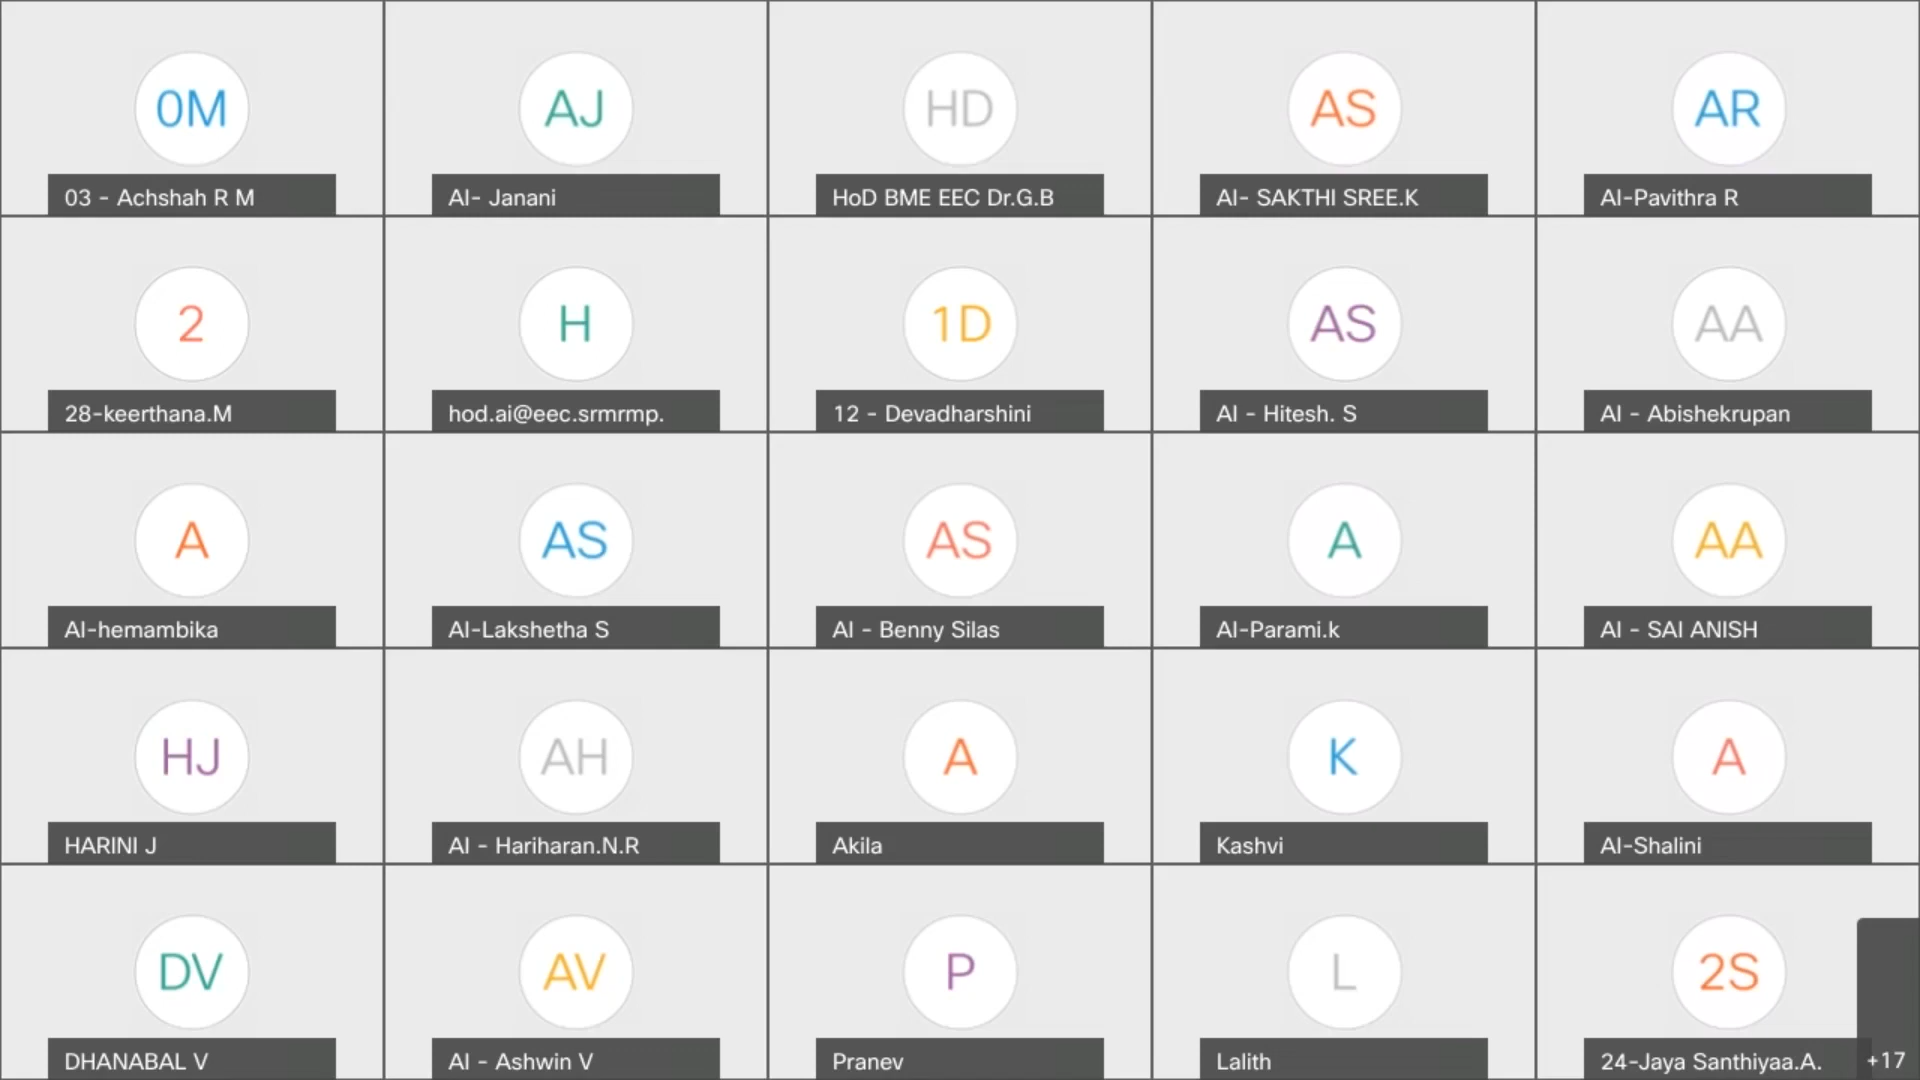 0M
03 - Achshah R M
AJ
AI- Janani
HD
HoD BME EEC Dr.G.B
AS
AI- SAKTHI SREE.K
AR
AI-Pavithra R
2
28-keerthana.M
H
hod.ai@eec.srmrmp.
1D
12 - Devadharshini
AS
AI - Hitesh. S
AA
AI - Abishekrupan
A
AI-hemambika
AS
AI-Lakshetha S
AS
AI - Benny Silas
A
AI-Parami.k
AA
AI - SAI ANISH
HJ
HARINI J
AH
AI - Hariharan.N.R
A
Akila
K
Kashvi
A
AI-Shalini
DV
DHANABAL V
AV
AI - Ashwin V
P
Pranev
L
Lalith
2S
24-Jaya Santhiyaa.A.
+17